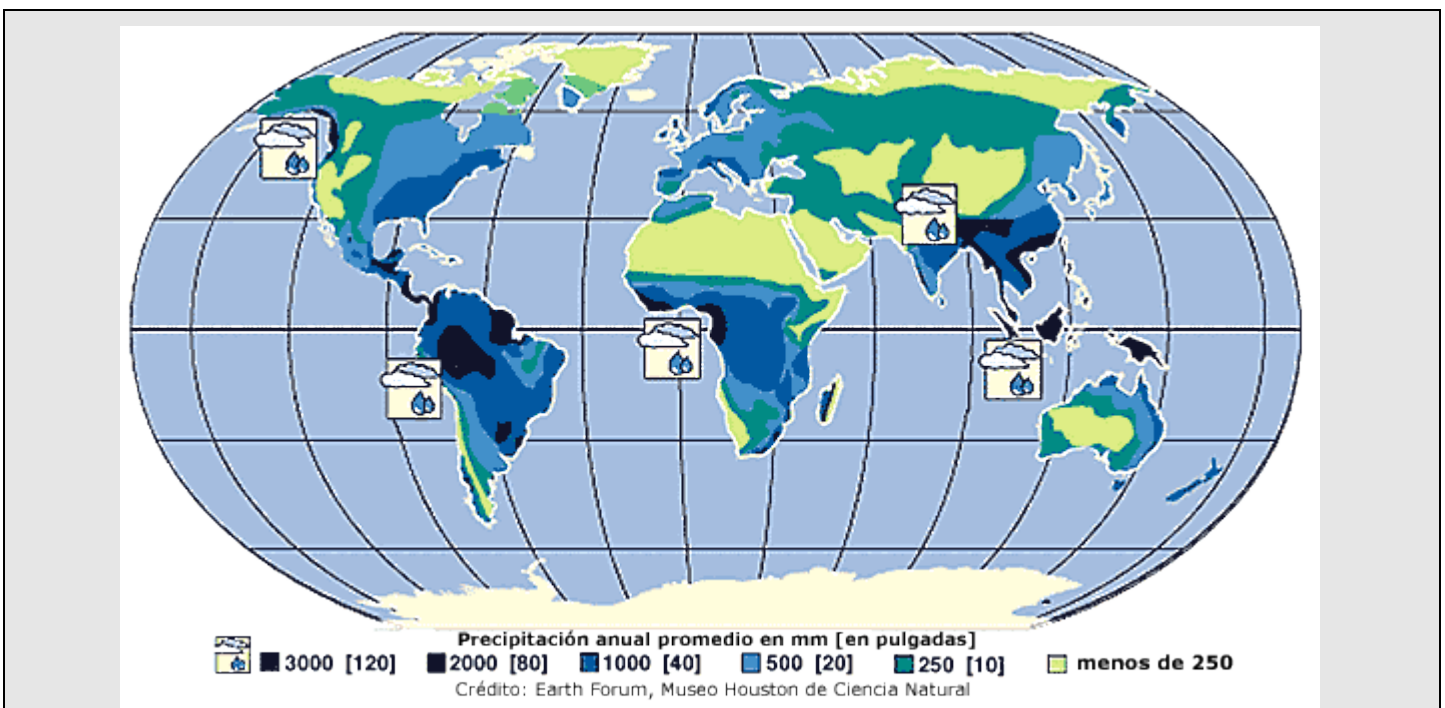 Precipitación anual promedio en mm [en pulgadas]
3000 [120] 2000 [80] 1000 [40] 500 [20] 250 [10] menos de 250
Crédito: Earth Forum, Museo Houston de Ciencia Natural